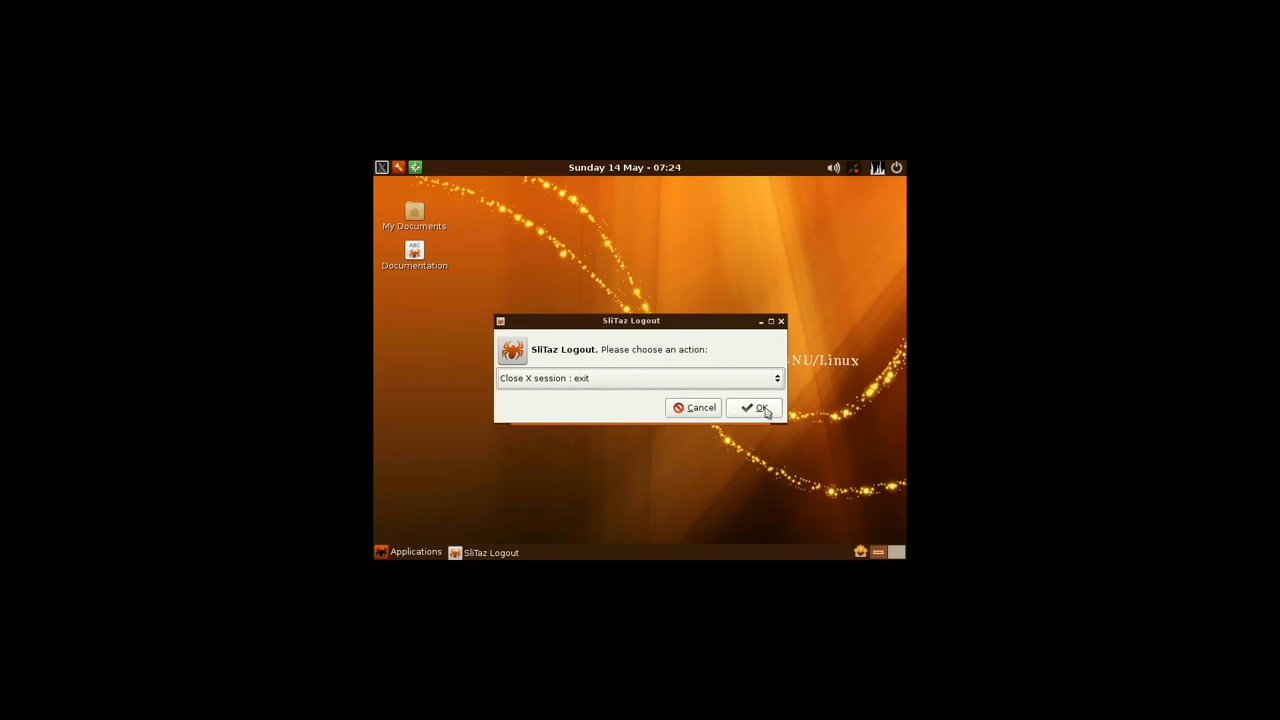 Sunday 14 May - 07:24
My Documents
ABC
Documentation
SliTaz Logout
SliTaz Logout. Please choose an action:
NU/Linux
Close X session : exit
Cancel
OK
Applications
SliTaz Logout